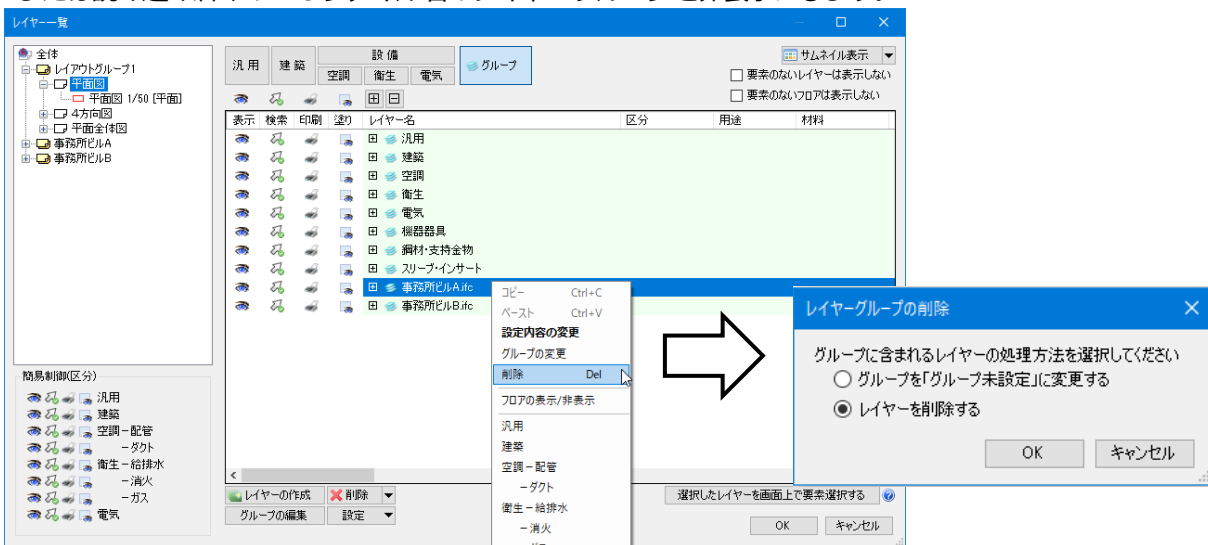 レイヤー一覧
全体
レイアウトグループ1
平面図
平面図 1/50 [平面]
4方向図
平面全体図
事務所ビルA
事務所ビルB
汎用
建築
設備
空調
衛生
電気
グループ
サムネイル表示
要素のないレイヤーは表示しない
要素のないフロアは表示しない
表示 検索 印刷 塗り レイヤー名 区分 用途 材料
汎用
建築
空調
衛生
電気
機器器具
鋼材・支持金物
スリーブ・インサート
事務所ビルA.ifc
事務所ビルB.ifc
コピー Ctrl+C
ペースト Ctrl+V
設定内容の変更
グループの変更
削除 Del
フロアの表示/非表示
汎用
建築
空調－配管
－ダクト
衛生－給排水
－消火
簡易制御(区分)
汎用
建築
空調－配管
－ダクト
衛生－給排水
－消火
－ガス
電気
レイヤーの作成
削除
グループの編集
設定
選択したレイヤーを画面上で要素選択する
OK
キャンセル
レイヤーグループの削除
グループに含まれるレイヤーの処理方法を選択してください
グループを「グループ未設定」に変更する
レイヤーを削除する
OK
キャンセル